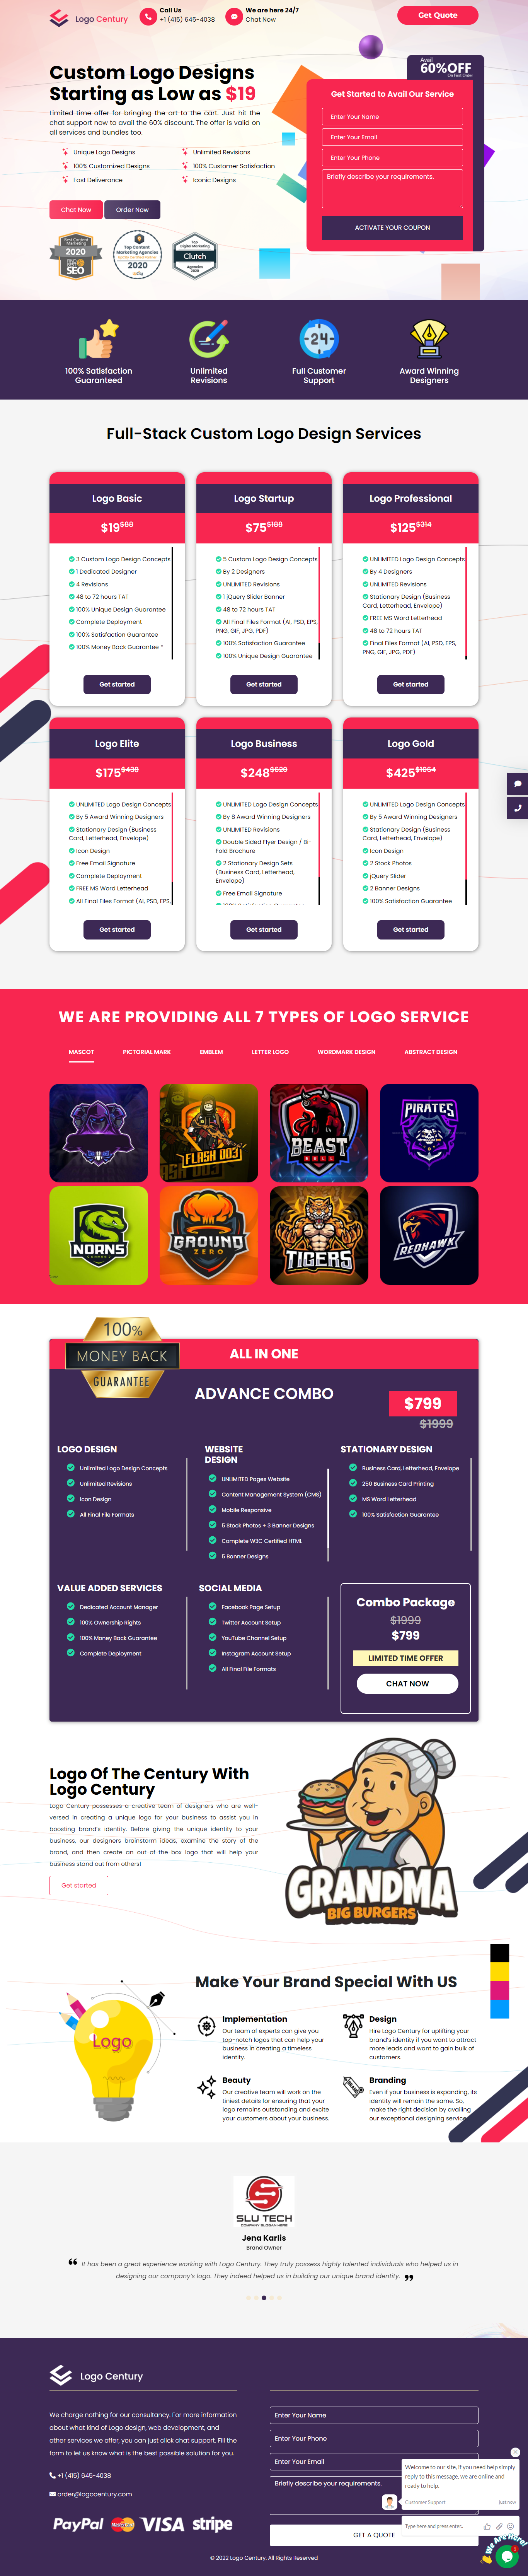 Logo Century
Call Us
+1 (415) 645-4038
We are here 24/7
Chat Now
Get Quote
Custom Logo Designs
Starting as Low as $19
Limited time offer for bringing the art to the cart. Just hit the
chat support now to avail the 60% discount. The offer is valid on
all services and bundles too.
Unique Logo Designs
Unlimited Revisions
100% Customized Designs
100% Customer Satisfaction
Fast Deliverance
Iconic Designs
Chat Now
Order Now
Avail
60%OFF
On First Order
Get Started to Avail Our Service
Enter Your Name
Enter Your Email
Enter Your Phone
Briefly describe your requirements.
ACTIVATE YOUR COUPON
Best Content
Marketing
2020
SEO
Top Content
Marketing Agencies
2020
Top
Digital Marketing
Clutch
Agencies
2020
100% Satisfaction
Guaranteed
Unlimited
Revisions
24
Full Customer
Support
Award Winning
Designers
Full-Stack Custom Logo Design Services
Logo Basic
$19$88
3 Custom Logo Design Concepts
1 Dedicated Designer
4 Revisions
48 to 72 hours TAT
100% Unique Design Guarantee
Complete Deployment
100% Satisfaction Guarantee
100% Money Back Guarantee *
Get started
Logo Startup
$75$188
5 Custom Logo Design Concepts
By 2 Designers
UNLIMITED Revisions
1 jQuery Slider Banner
48 to 72 hours TAT
All Final Files Format (AI, PSD, EPS,
PNG, GIF, JPG, PDF)
100% Satisfaction Guarantee
100% Unique Design Guarantee
Get started
Logo Professional
$125$314
UNLIMITED Logo Design Concepts
By 4 Designers
UNLIMITED Revisions
Stationary Design (Business
Card, Letterhead, Envelope)
FREE MS Word Letterhead
48 to 72 hours TAT
Final Files Format (AI, PSD, EPS,
PNG, GIF, JPG, PDF)
Get started
Logo Elite
$175$438
UNLIMITED Logo Design Concepts
By 5 Award Winning Designers
Stationary Design (Business
Card, Letterhead, Envelope)
Icon Design
Free Email Signature
Complete Deployment
FREE MS Word Letterhead
All Final Files Format (AI, PSD, EPS,
Get started
Logo Business
$248$620
UNLIMITED Logo Design Concepts
By 8 Award Winning Designers
UNLIMITED Revisions
Double Sided Flyer Design / Bi-
Fold Brochure
2 Stationary Design Sets
(Business Card, Letterhead,
Envelope)
Free Email Signature
Get started
Logo Gold
$425$1064
UNLIMITED Logo Design Concepts
By 5 Award Winning Designers
Stationary Design (Business
Card, Letterhead, Envelope)
Icon Design
2 Stock Photos
jQuery Slider
2 Banner Designs
100% Satisfaction Guarantee
Get started
WE ARE PROVIDING ALL 7 TYPES OF LOGO SERVICE
MASCOT
PICTORIAL MARK
EMBLEM
LETTER LOGO
WORDMARK DESIGN
ABSTRACT DESIGN
FLASH 003
BEAST
PIRATES
NORNS
GROUND
ZERO
TIGERS
REDHAWK
100%
MONEY BACK
GUARANTEE
ALL IN ONE
ADVANCE COMBO
$799
$1999
LOGO DESIGN
Unlimited Logo Design Concepts
Unlimited Revisions
Icon Design
All Final File Formats
WEBSITE
DESIGN
UNLIMITED Pages Website
Content Management System (CMS)
Mobile Responsive
5 Stock Photos + 3 Banner Designs
Complete W3C Certified HTML
5 Banner Designs
STATIONARY DESIGN
Business Card, Letterhead, Envelope
250 Business Card Printing
MS Word Letterhead
100% Satisfaction Guarantee
VALUE ADDED SERVICES
Dedicated Account Manager
100% Ownership Rights
100% Money Back Guarantee
Complete Deployment
SOCIAL MEDIA
Facebook Page Setup
Twitter Account Setup
YouTube Channel Setup
Instagram Account Setup
All Final File Formats
Combo Package
$1999
$799
LIMITED TIME OFFER
CHAT NOW
Logo Of The Century With
Logo Century
Logo Century possesses a creative team of designers who are well-
versed in creating a unique logo for your business to assist you in
boosting brand's identity. Before giving the unique identity to your
business, our designers brainstorm ideas, examine the story of the
brand, and then create an out-of-the-box logo that will help your
business stand out from others!
Get started
GRANDMA
BIG BURGERS
Logo
Make Your Brand Special With US
Implementation
Our team of experts can give you
top-notch logos that can help your
business in creating a timeless
identity.
Design
Hire Logo Century for uplifting your
brand's identity if you want to attract
more leads and want to gain bulk of
customers.
Beauty
Our creative team will work on the
tiniest details for ensuring that your
logo remains outstanding and excite
your customers about your business.
Branding
Even if your business is expanding, its
identity will remain the same. So,
make the right decision by availing
our exceptional designing service.
SLU TECH
COMPANY SLOGAN HERE
Jena Karlis
Brand Owner
It has been a great experience working with Logo Century. They truly possess highly talented individuals who helped us in
designing our company's logo. They indeed helped us in building our unique brand identity.
Logo Century
We charge nothing for our consultancy. For more information
about what kind of Logo design, web development, and
other services we offer, you can just click chat support. Fill the
form to let us know what is the best possible solution for you.
+1 (415) 645-4038
order@logocentury.com
PayPal
MasterCard
VISA
stripe
Enter Your Name
Enter Your Phone
Enter Your Email
Briefly describe your requirements.
GET A QUOTE
Welcome to our site, if you need help simply
reply to this message, we are online and
ready to help.
Customer Support
just now
Type here and press enter..
We Are Here!
1
© 2022 Logo Century. All Rights Reserved